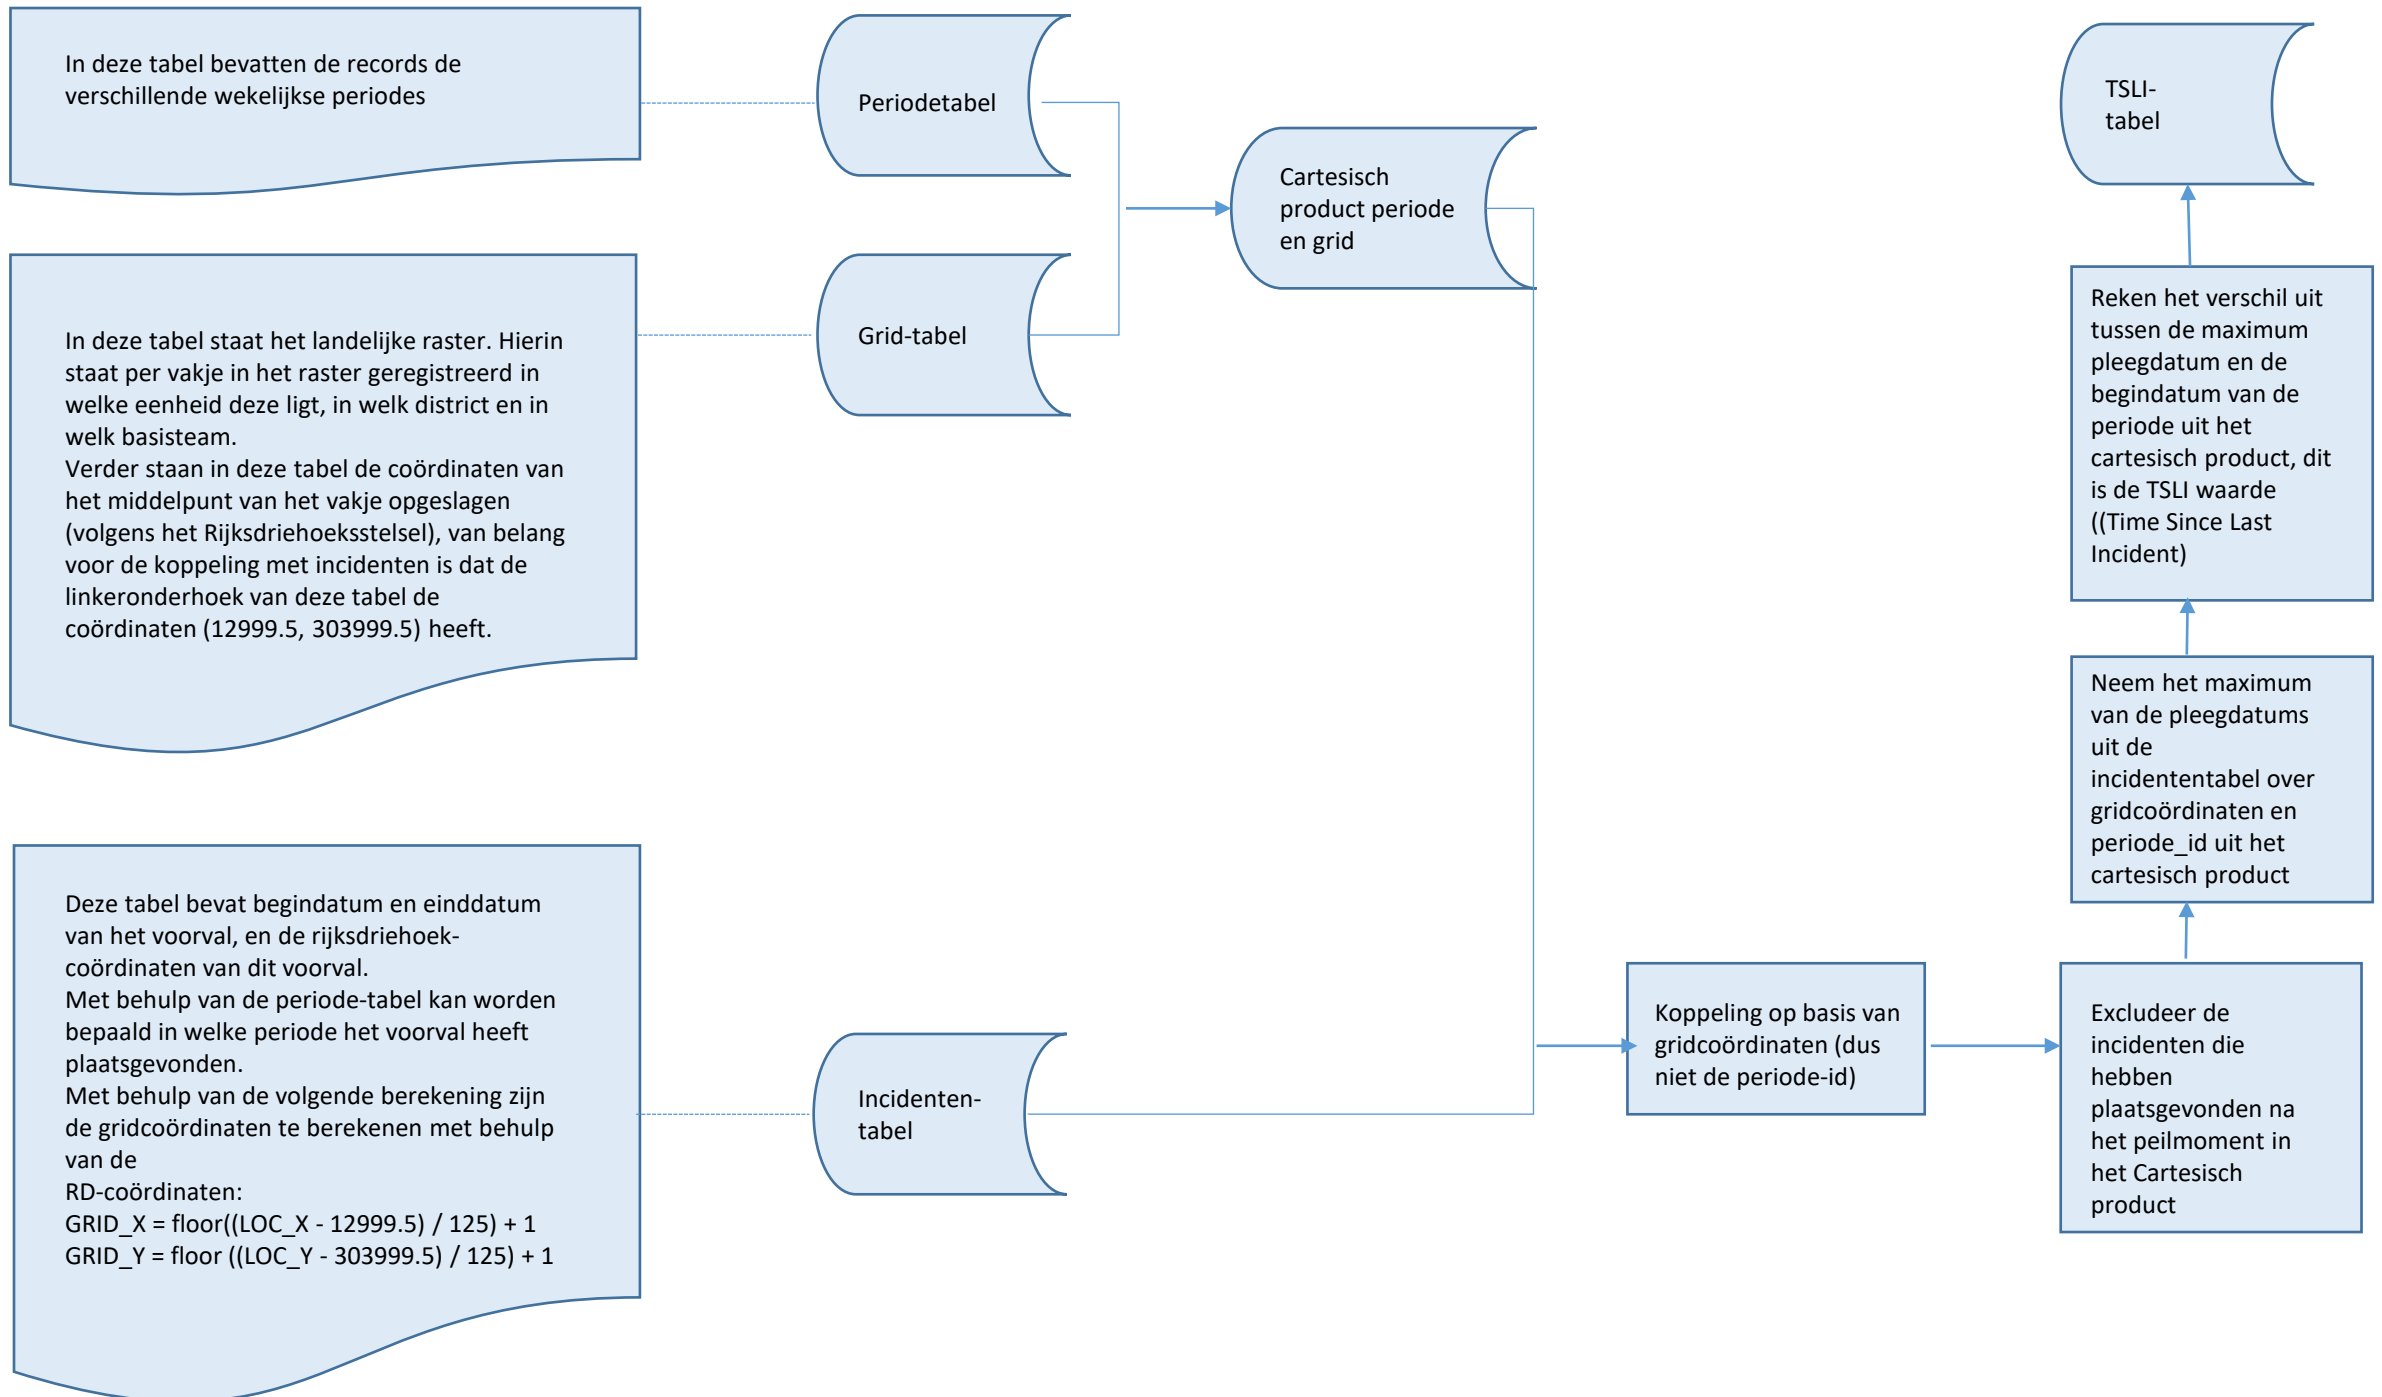 In deze tabel bevatten de records de
verschillende wekelijkse periodes
Periodetabel
Cartesisch
product periode
en grid
TSLI-
tabel
In deze tabel staat het landelijke raster. Hierin
staat per vakje in het raster geregistreerd in
welke eenheid deze ligt, in welk district en in
welk basisteam.
Verder staan in deze tabel de coördinaten van
het middelpunt van het vakje opgeslagen
(volgens het Rijksdriehoeksstelsel), van belang
voor de koppeling met incidenten is dat de
linkeronderhoek van deze tabel de
coördinaten (12999.5, 303999.5) heeft.
Grid-tabel
Reken het verschil uit
tussen de maximum
pleegdatum en de
begindatum van de
periode uit het
cartesisch product, dit
is de TSLI waarde
((Time Since Last
Incident)
Neem het maximum
van de pleegdatums
uit de
incidententabel over
gridcoördinaten en
periode_id uit het
cartesisch product
Deze tabel bevat begindatum en einddatum
van het voorval, en de rijksdriehoek-
coördinaten van dit voorval.
Met behulp van de periode-tabel kan worden
bepaald in welke periode het voorval heeft
plaatsgevonden.
Met behulp van de volgende berekening zijn
de gridcoördinaten te berekenen met behulp
van de
RD-coördinaten:
GRID_X = floor((LOC_X - 12999.5) / 125) + 1
GRID_Y = floor ((LOC_Y - 303999.5) / 125) + 1
Incidenten-
tabel
Koppeling op basis van
gridcoördinaten (dus
niet de periode-id)
Excludeer de
incidenten die
hebben
plaatsgevonden na
het peilmoment in
het Cartesisch
product